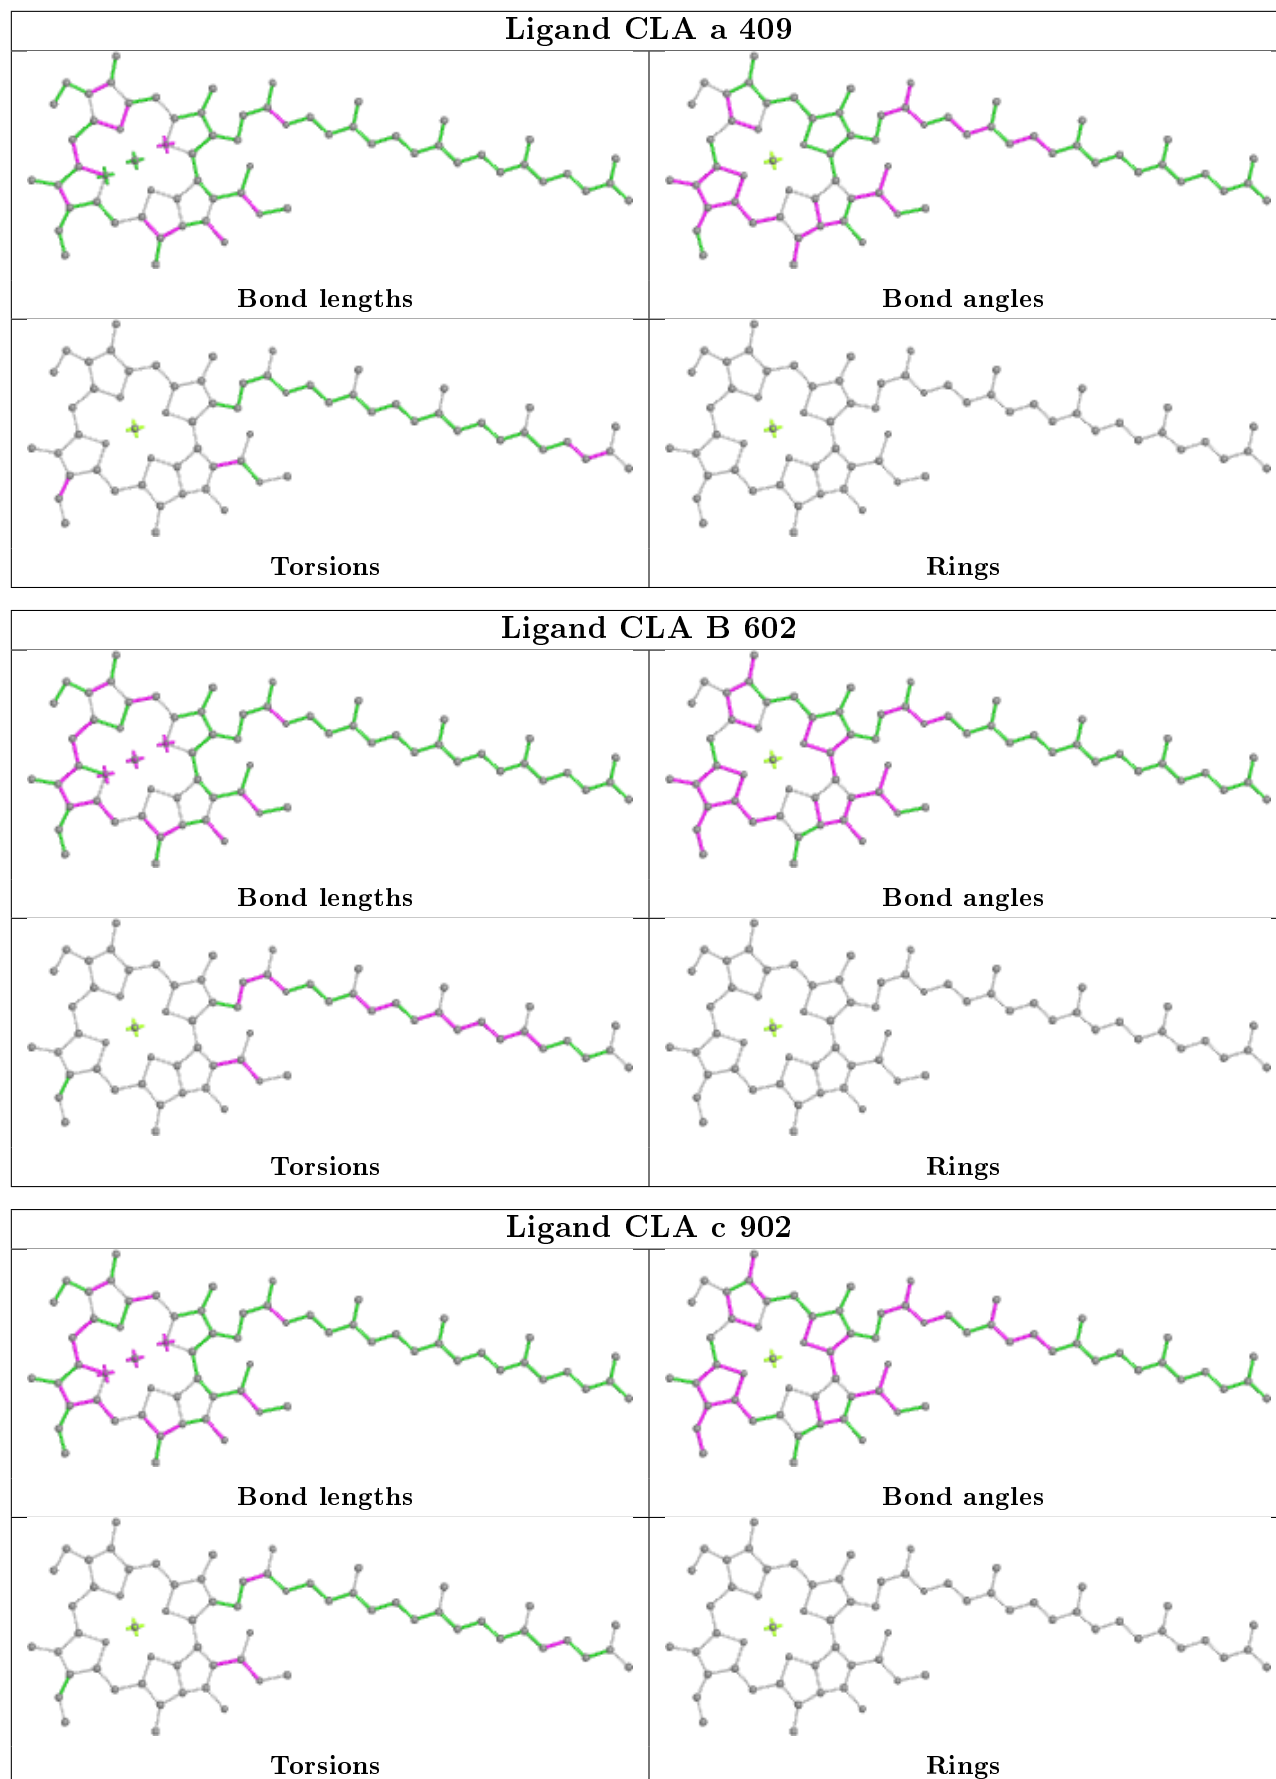 Ligand CLA a 409
Bond lengths
Bond angles
Torsions
Rings
Ligand CLA B 602
Bond lengths
Bond angles
Torsions
Rings
Ligand CLA c 902
Bond lengths
Bond angles
Torsions
Rings